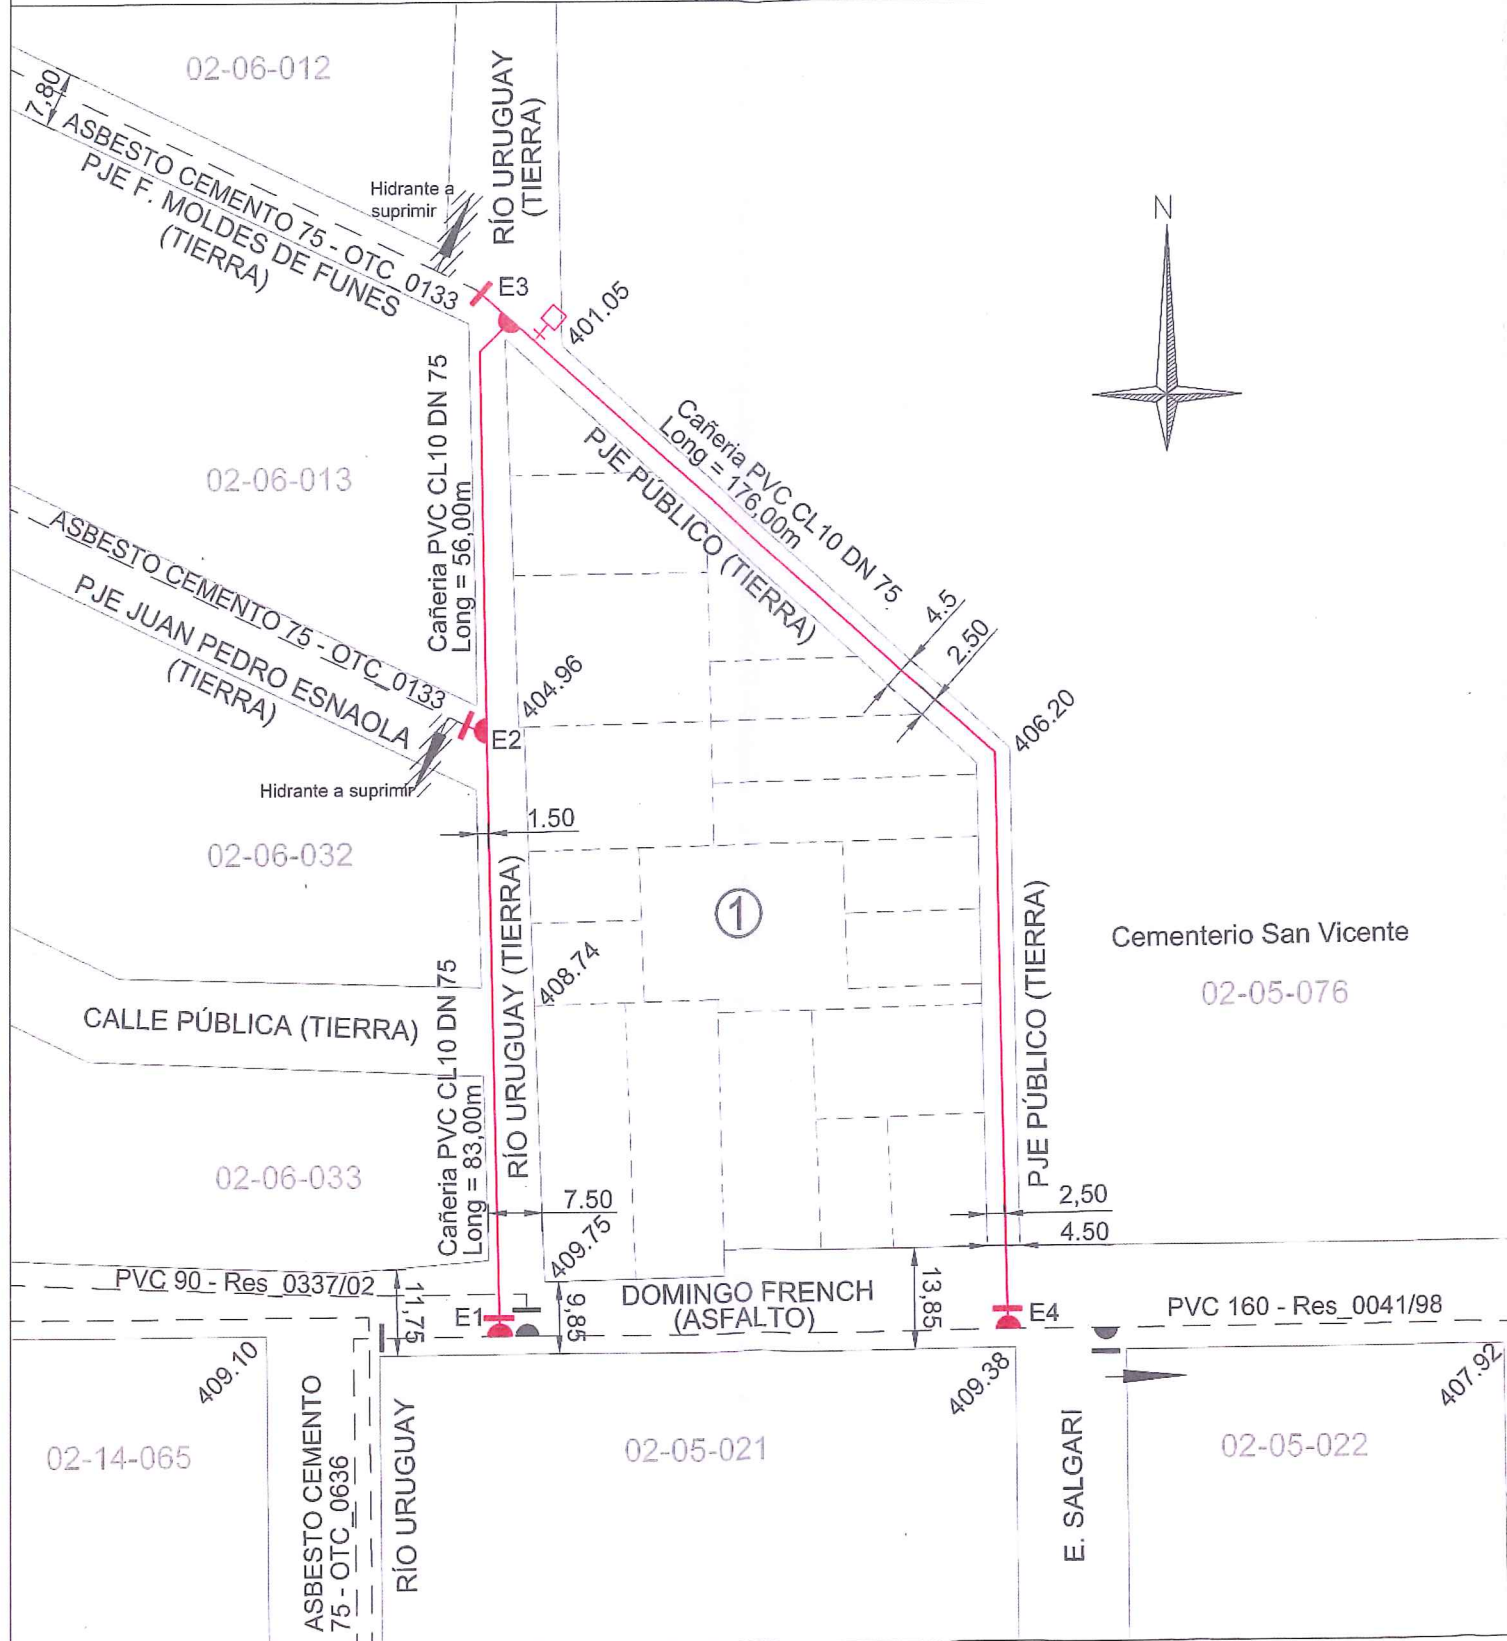 02-06-012
RÍO URUGUAY
(TIERRA)
7,80
ASBESTO CEMENTO 75 - OTC_0133
PJE F. MOLDES DE FUNES
(TIERRA)
Hidrante a
suprimir
N
E3
401.05
Cañeria PVC CL10 DN 75
Long = 56,00m
Cañeria PVC CL10 DN 75
Long = 176,00m
PJE PÚBLICO (TIERRA)
02-06-013
ASBESTO CEMENTO 75 - OTC_0133
PJE JUAN PEDRO ESNAOLA
(TIERRA)
4.5
2.50
404.96
406.20
E2
Hidrante a suprimir
1.50
02-06-032
RÍO URUGUAY (TIERRA)
1
Cementerio San Vicente
02-05-076
408.74
CALLE PÚBLICA (TIERRA)
PJE PÚBLICO (TIERRA)
Cañeria PVC CL10 DN 75
Long = 83,00m
02-06-033
7.50
2,50
4.50
409.75
PVC 90 - Res_0337/02
11,75
E1
9,85
DOMINGO FRENCH
(ASFALTO)
13,85
E4
PVC 160 - Res_0041/98
409.10
409.38
407.92
02-14-065
ASBESTO CEMENTO
75 - OTC_0636
RÍO URUGUAY
02-05-021
E. SALGARI
02-05-022